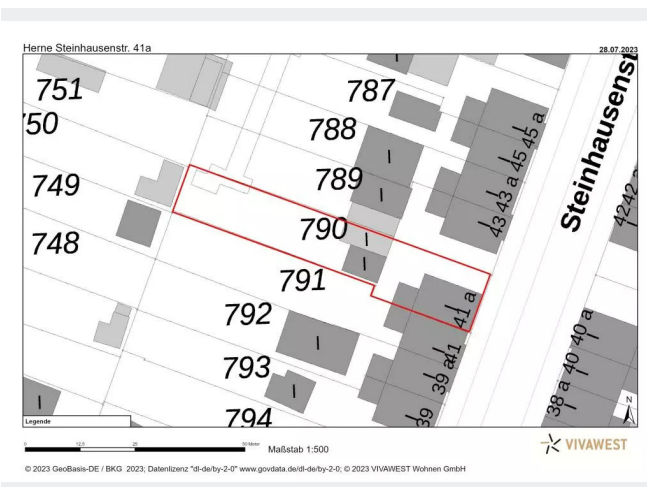 Herne Steinhausenstr. 41a
28.07.2023
751
750
749
748
787
788
789
790
791
792
793
794
I
I
I
I
I
I
I
I
45 a
45
43 a
43
41 a
41
39 a
39
Steinhausenst
42
42
40 a
40
38 a
N
Legende
0 12,5 25 50 Meter
Maßstab 1:500
VIVAWEST
© 2023 GeoBasis-DE / BKG 2023; Datenlizenz "dl-de/by-2-0" www.govdata.de/dl-de/by-2-0; © 2023 VIVAWEST Wohnen GmbH